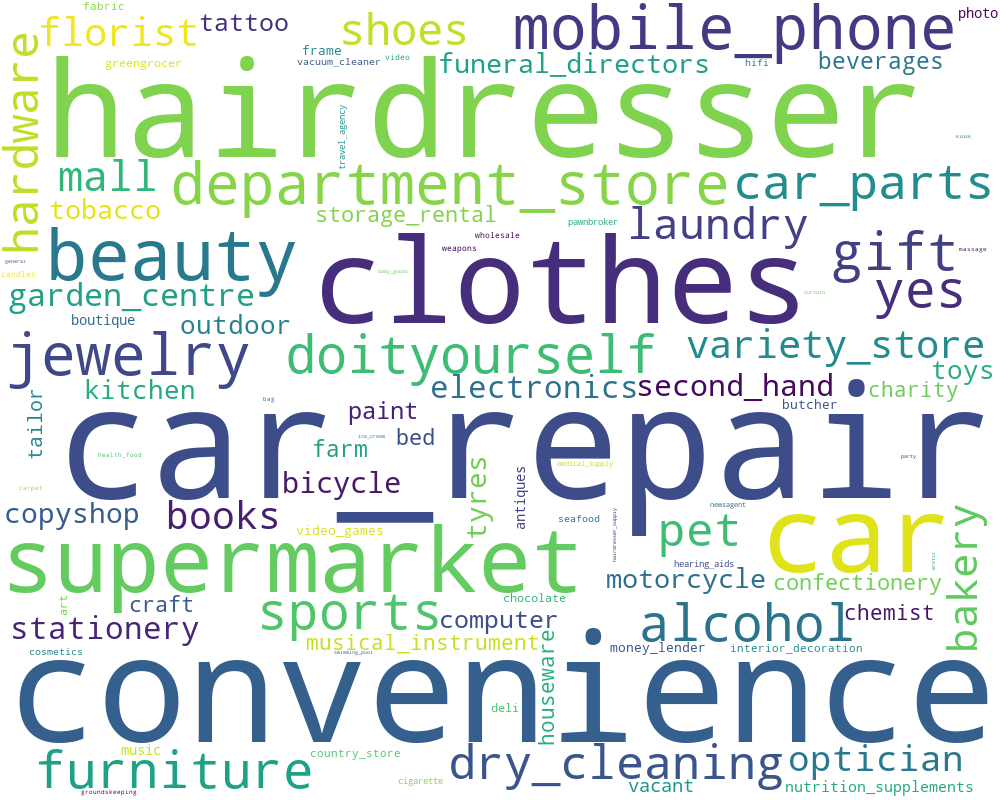 fabric
florist
tattoo
shoes
mobile_phone
photo
hardware
greengrocer
frame
vacuum_cleaner
video
funeral_directors
hifi
beverages
hairdresser
travel_agency
kiosk
mall
department_store
car_parts
tobacco
storage_rental
pawnbroker
laundry
beauty
clothes
wholesale
weapons
gift
massage
general
candles
baby_goods
yes
garden_centre
curtain
boutique
outdoor
jewelry
doityourself
variety_store
toys
kitchen
electronics
second_hand
charity
tailor
bag
paint
butcher
car_repair
bed
ice_cream
farm
health_food
medical_supply
party
carpet
bicycle
tyres
antiques
newsagent
copyshop
books
seafood
hairdresser_supply
pet
car
bakery
video_games
supermarket
hearing_aids
erotic
motorcycle
confectionery
art
craft
chocolate
sports
computer
alcohol
chemist
stationery
musical_instrument
money_lender
interior_decoration
cosmetics
swimming_pool
houseware
convenience
deli
music
country_store
furniture
dry_cleaning
optician
cigarette
vacant
nutrition_supplements
groundskeeping